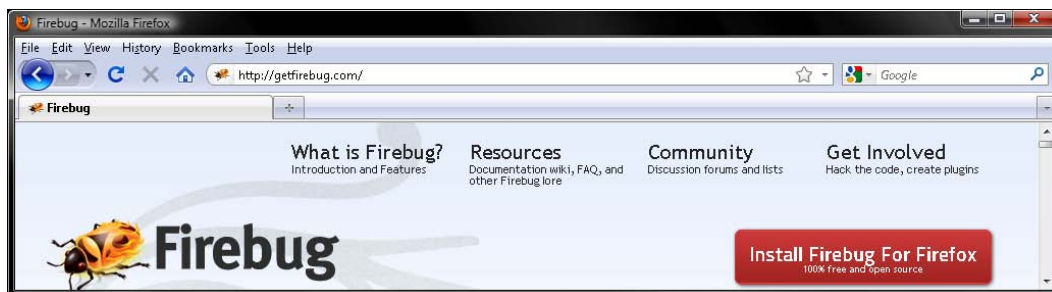 Firebug - Mozilla Firefox
File Edit View History Bookmarks Tools Help
http://getfirebug.com/
Google
Firebug
What is Firebug? Resources Community Get Involved
Introduction and Features Documentation wiki, FAQ, and other Firebug lore Discussion forums and lists Hack the code, create plugins
Firebug
Install Firebug For Firefox
100% free and open source